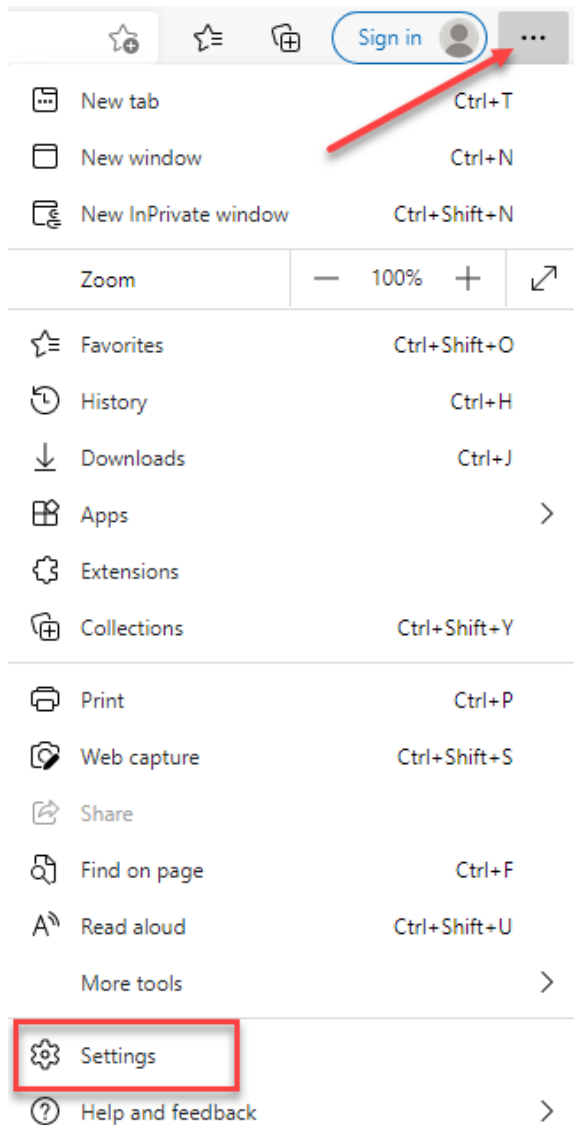 Sign in
New tab Ctrl+T
New window Ctrl+N
New InPrivate window Ctrl+Shift+N
Zoom 100%
Favorites Ctrl+Shift+O
History Ctrl+H
Downloads Ctrl+J
Apps
Extensions
Collections Ctrl+Shift+Y
Print Ctrl+P
Web capture Ctrl+Shift+S
Share
Find on page Ctrl+F
Read aloud Ctrl+Shift+U
More tools
Settings
Help and feedback